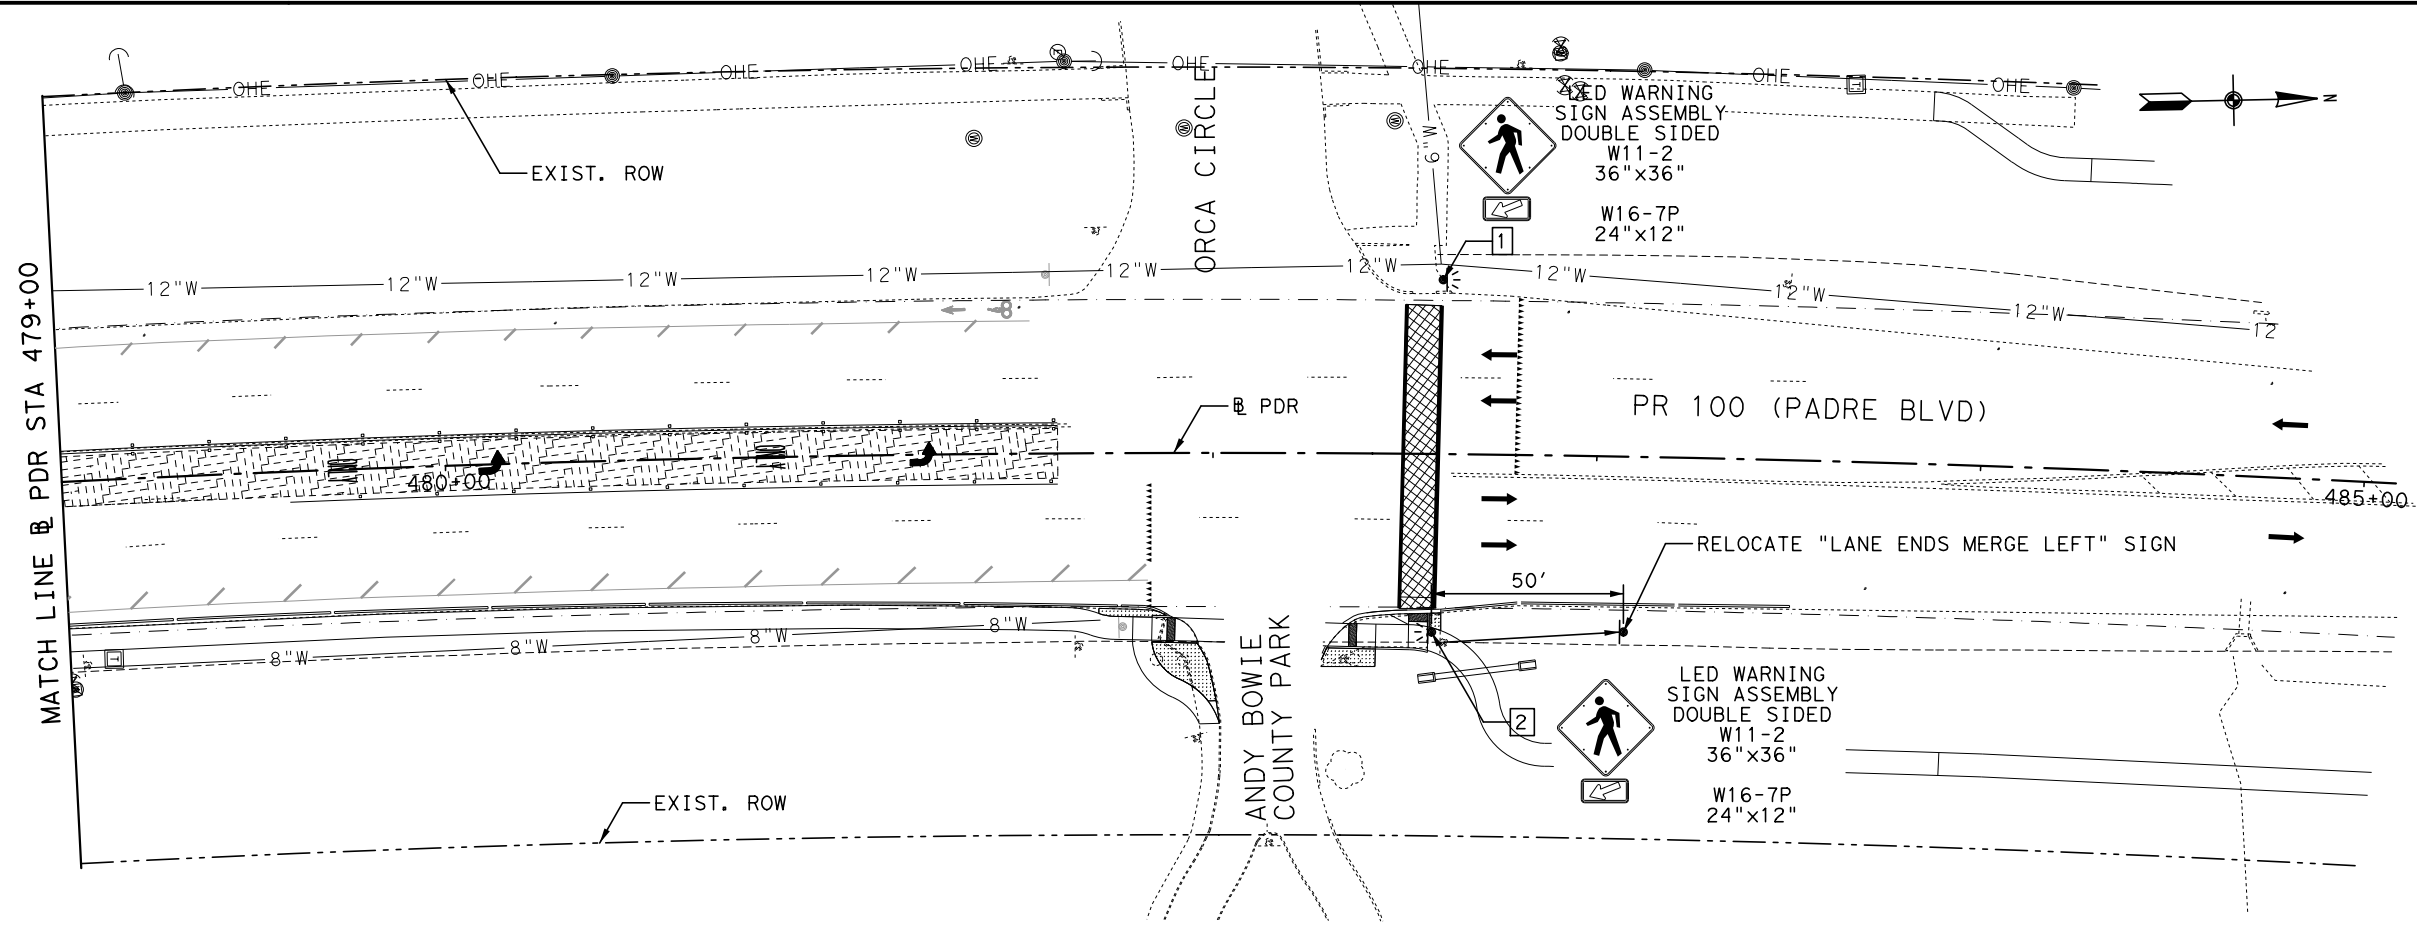 OHE OHE OHE OHE OHE OHE OHE OHE
N
EXIST. ROW
ORCA CIRCLE
6"W
W W W
LED WARNING
SIGN ASSEMBLY
DOUBLE SIDED
W11-2
36"x36"
W16-7P
24"x12"
1
12"W 12"W 12"W 12"W 12"W 12"W 12"W 12"W 12"W 12
MATCH LINE BL PDR STA 479+00
BL PDR
PR 100 (PADRE BLVD)
480+00
485+00
RELOCATE "LANE ENDS MERGE LEFT" SIGN
50'
8"W 8"W 8"W 8"W
T
ANDY BOWIE
COUNTY PARK
2
LED WARNING
SIGN ASSEMBLY
DOUBLE SIDED
W11-2
36"x36"
W16-7P
24"x12"
EXIST. ROW